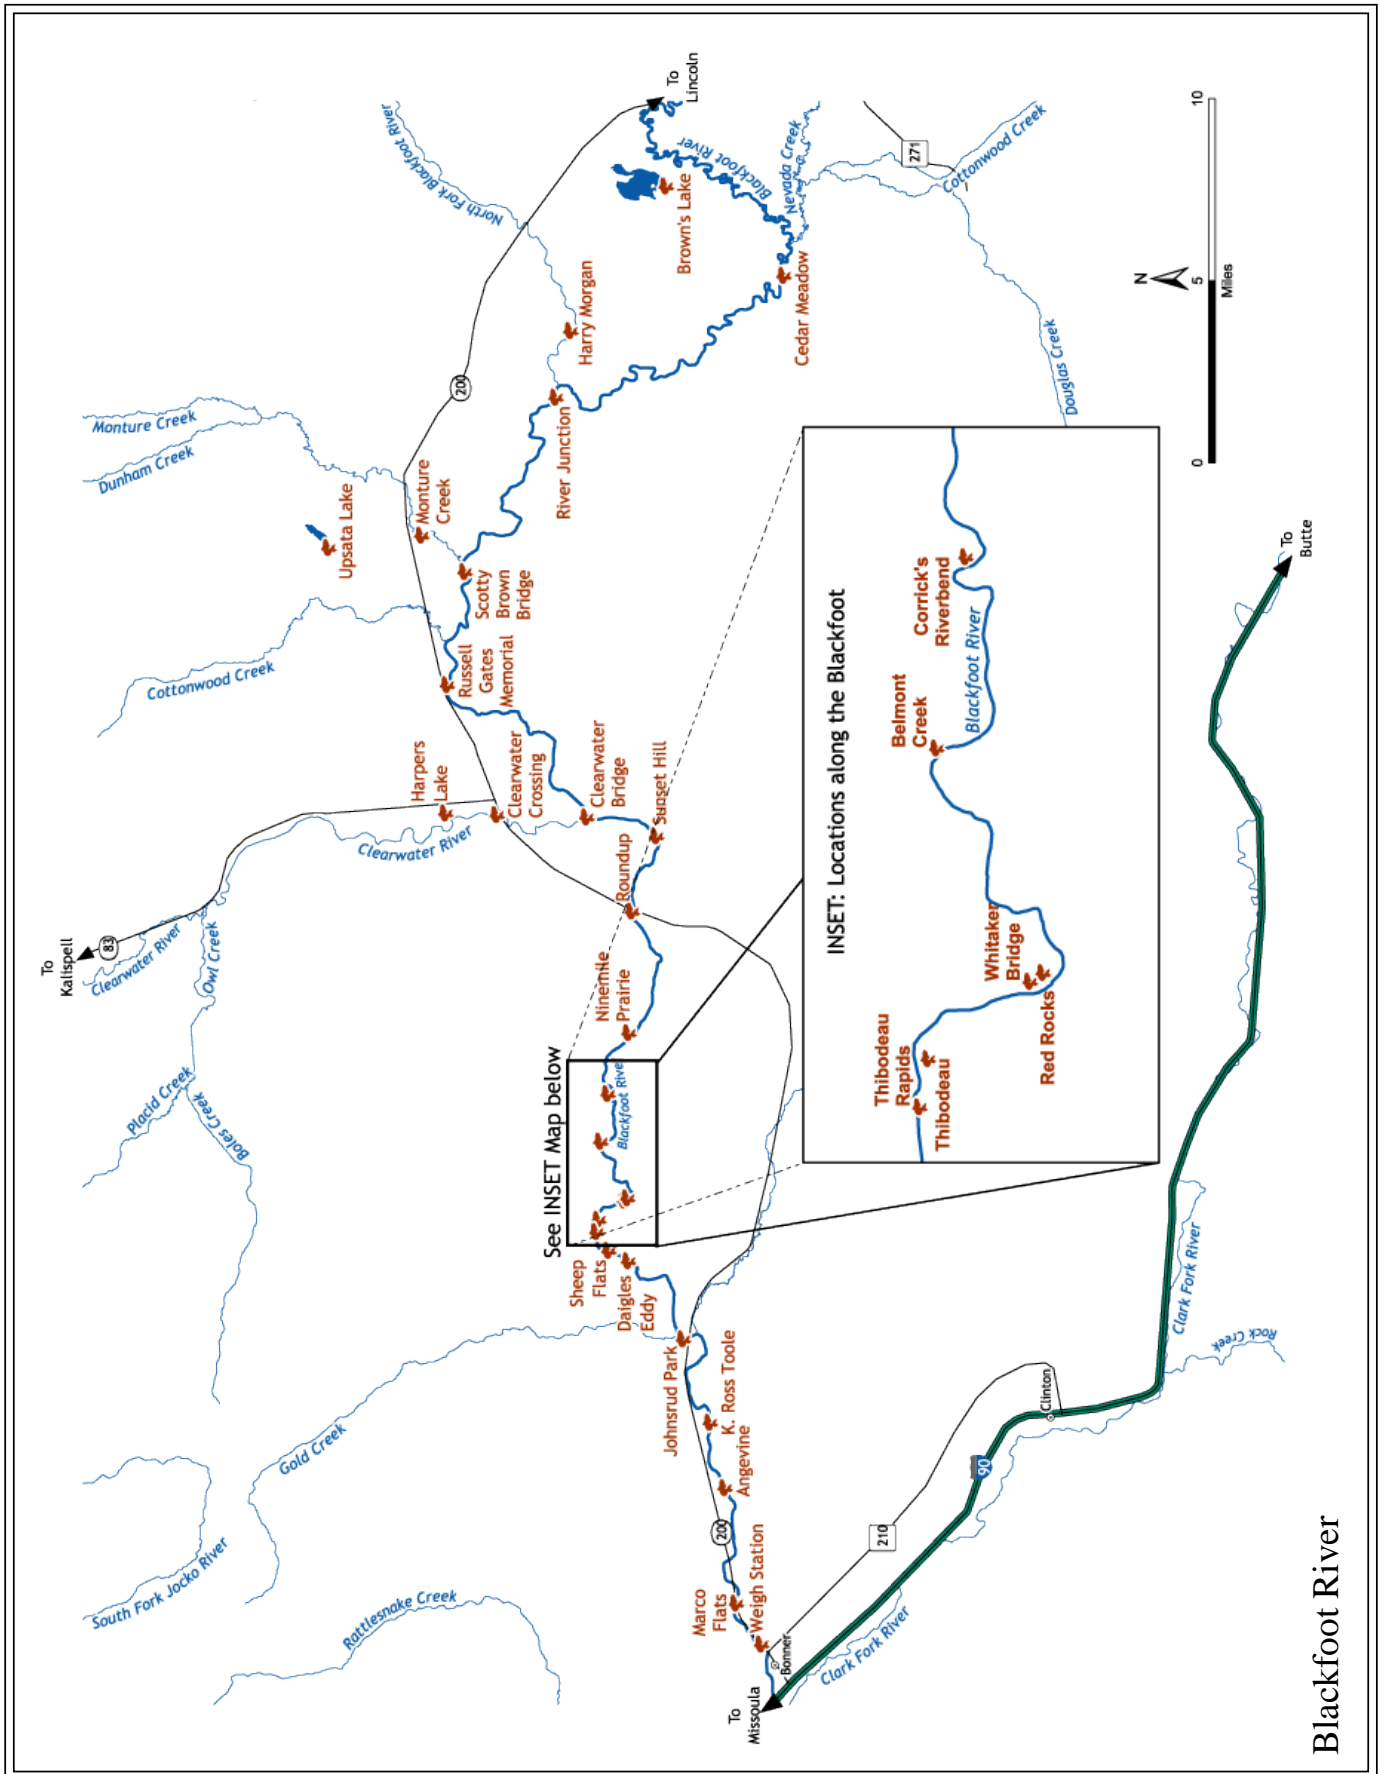 Blackfoot River
To
Missoula
Bonner
Weigh Station
Marco
Flats
200
Angevine
K. Ross Toole
Johnsrud Park
Daigles
Eddy
Sheep
Flats
See INSET Map below
Blackfoot River
Ninemile
Prairie
Roundup
Sunset Hill
Clearwater
Bridge
Clearwater
Crossing
Harpers
Lake
Russell
Gates
Memorial
Scotty
Brown
Bridge
Monture
Creek
Upsata Lake
River Junction
Harry Morgan
Cedar Meadow
Brown's Lake
To
Lincoln
200
Blackfoot River
Nevada Creek
North Fork Blackfoot River
Monture Creek
Dunham Creek
Cottonwood Creek
Clearwater River
To
Kalispell
83
Clearwater River
Owl Creek
Placid Creek
Boles Creek
Gold Creek
South Fork Jocko River
Rattlesnake Creek
271
Cottonwood Creek
Douglas Creek
N
0
5
10
Miles
INSET: Locations along the Blackfoot
Thibodeau
Rapids
Thibodeau
Whitaker
Bridge
Red Rocks
Belmont
Creek
Blackfoot River
Corrick's
Riverbend
To
Butte
Clark Fork River
Rock Creek
Clinton
90
210
Clark Fork River